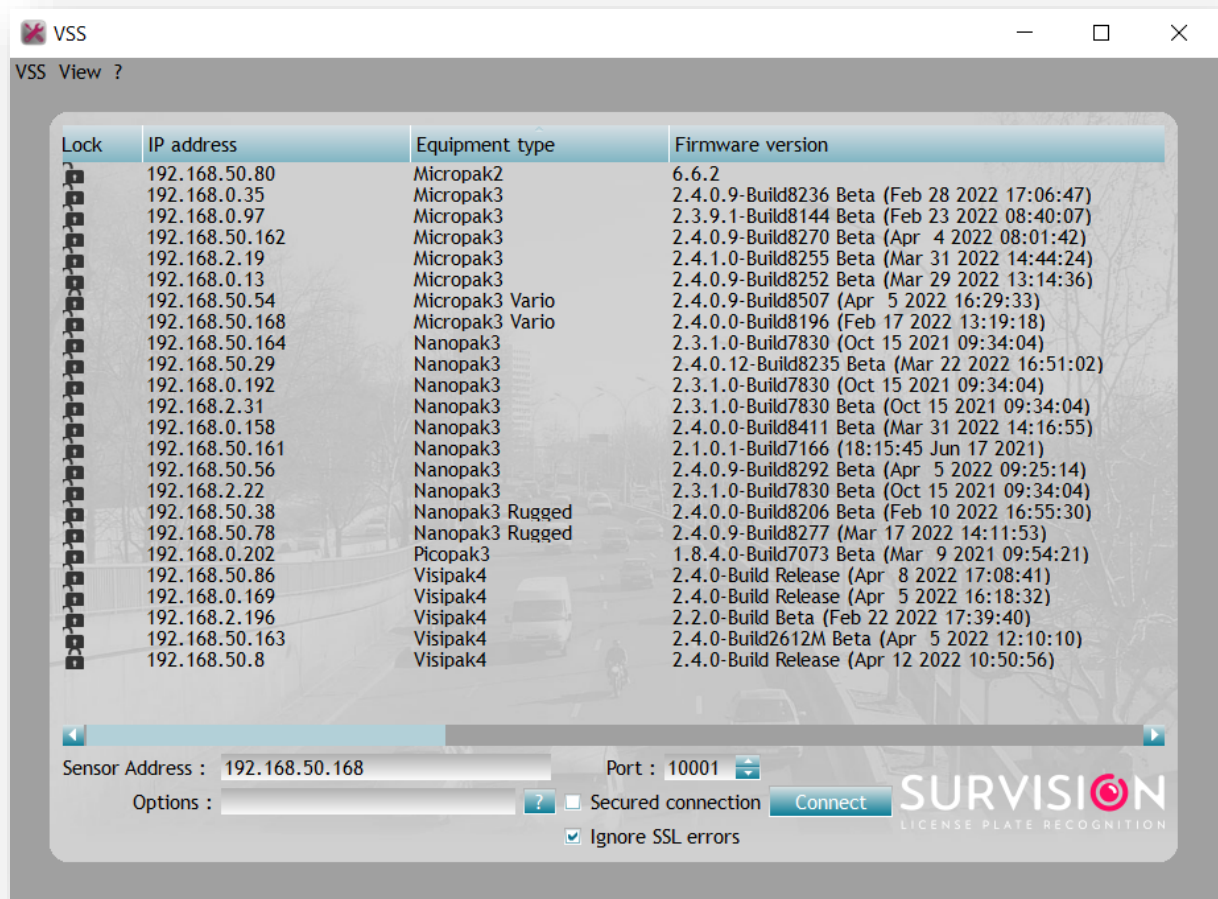 VSS
VSS View ?
Lock IP address Equipment type Firmware version
192.168.50.80 Micropak2 6.6.2
192.168.0.35 Micropak3 2.4.0.9-Build8236 Beta (Feb 28 2022 17:06:47)
192.168.0.97 Micropak3 2.3.9.1-Build8144 Beta (Feb 23 2022 08:40:07)
192.168.50.162 Micropak3 2.4.0.9-Build8270 Beta (Apr  4 2022 08:01:42)
192.168.2.19 Micropak3 2.4.1.0-Build8255 Beta (Mar 31 2022 14:44:24)
192.168.0.13 Micropak3 2.4.0.9-Build8252 Beta (Mar 29 2022 13:14:36)
192.168.50.54 Micropak3 Vario 2.4.0.9-Build8507 (Apr  5 2022 16:29:33)
192.168.50.168 Micropak3 Vario 2.4.0.0-Build8196 (Feb 17 2022 13:19:18)
192.168.50.164 Nanopak3 2.3.1.0-Build7830 (Oct 15 2021 09:34:04)
192.168.50.29 Nanopak3 2.4.0.12-Build8235 Beta (Mar 22 2022 16:51:02)
192.168.0.192 Nanopak3 2.3.1.0-Build7830 (Oct 15 2021 09:34:04)
192.168.2.31 Nanopak3 2.3.1.0-Build7830 Beta (Oct 15 2021 09:34:04)
192.168.0.158 Nanopak3 2.4.0.0-Build8411 Beta (Mar 31 2022 14:16:55)
192.168.50.161 Nanopak3 2.1.0.1-Build7166 (18:15:45 Jun 17 2021)
192.168.50.56 Nanopak3 2.4.0.9-Build8292 Beta (Apr  5 2022 09:25:14)
192.168.2.22 Nanopak3 2.3.1.0-Build7830 Beta (Oct 15 2021 09:34:04)
192.168.50.38 Nanopak3 Rugged 2.4.0.0-Build8206 Beta (Feb 10 2022 16:55:30)
192.168.50.78 Nanopak3 Rugged 2.4.0.9-Build8277 (Mar 17 2022 14:11:53)
192.168.0.202 Picopak3 1.8.4.0-Build7073 Beta (Mar  9 2021 09:54:21)
192.168.50.86 Visipak4 2.4.0-Build Release (Apr  8 2022 17:08:41)
192.168.0.169 Visipak4 2.4.0-Build Release (Apr  5 2022 16:18:32)
192.168.2.196 Visipak4 2.2.0-Build Beta (Feb 22 2022 17:39:40)
192.168.50.163 Visipak4 2.4.0-Build2612M Beta (Apr  5 2022 12:10:10)
192.168.50.8 Visipak4 2.4.0-Build Release (Apr 12 2022 10:50:56)
Sensor Address : 192.168.50.168 Port : 10001
Options : ? Secured connection Connect
Ignore SSL errors
SURVISION
LICENSE PLATE RECOGNITION